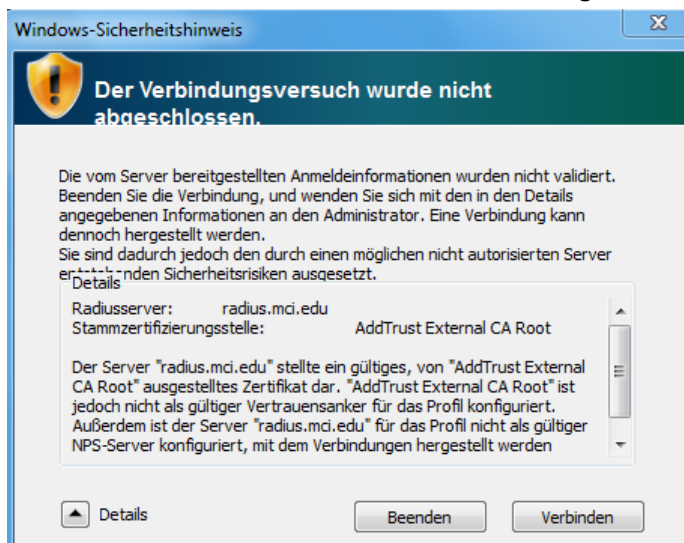 Windows-Sicherheitshinweis
Der Verbindungsversuch wurde nicht
abgeschlossen.
Die vom Server bereitgestellten Anmeldeinformationen wurden nicht validiert.
Beenden Sie die Verbindung, und wenden Sie sich mit den in den Details
angegebenen Informationen an den Administrator. Eine Verbindung kann
dennoch hergestellt werden.
Sie sind dadurch jedoch den durch einen möglichen nicht autorisierten Server
entstehenden Sicherheitsrisiken ausgesetzt.
Details
Radiusserver: radius.mci.edu
Stammzertifizierungsstelle: AddTrust External CA Root
Der Server "radius.mci.edu" stellte ein gültiges, von "AddTrust External
CA Root" ausgestelltes Zertifikat dar. "AddTrust External CA Root" ist
jedoch nicht als gültiger Vertrauensanker für das Profil konfiguriert.
Außerdem ist der Server "radius.mci.edu" für das Profil nicht als gültiger
NPS-Server konfiguriert, mit dem Verbindungen hergestellt werden
Details
Beenden
Verbinden